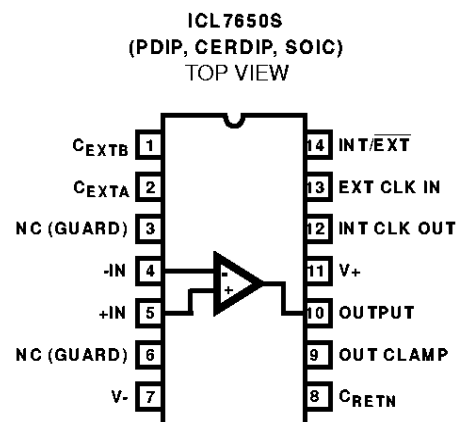 ICL7650S
(PDIP, CERDIP, SOIC)
TOP VIEW
CEXTB 1
CEXTA 2
NC (GUARD) 3
-IN 4
+IN 5
NC (GUARD) 6
V- 7
-
+
14 INT/EXT
13 EXT CLK IN
12 INT CLK OUT
11 V+
10 OUTPUT
9 OUT CLAMP
8 CRETN